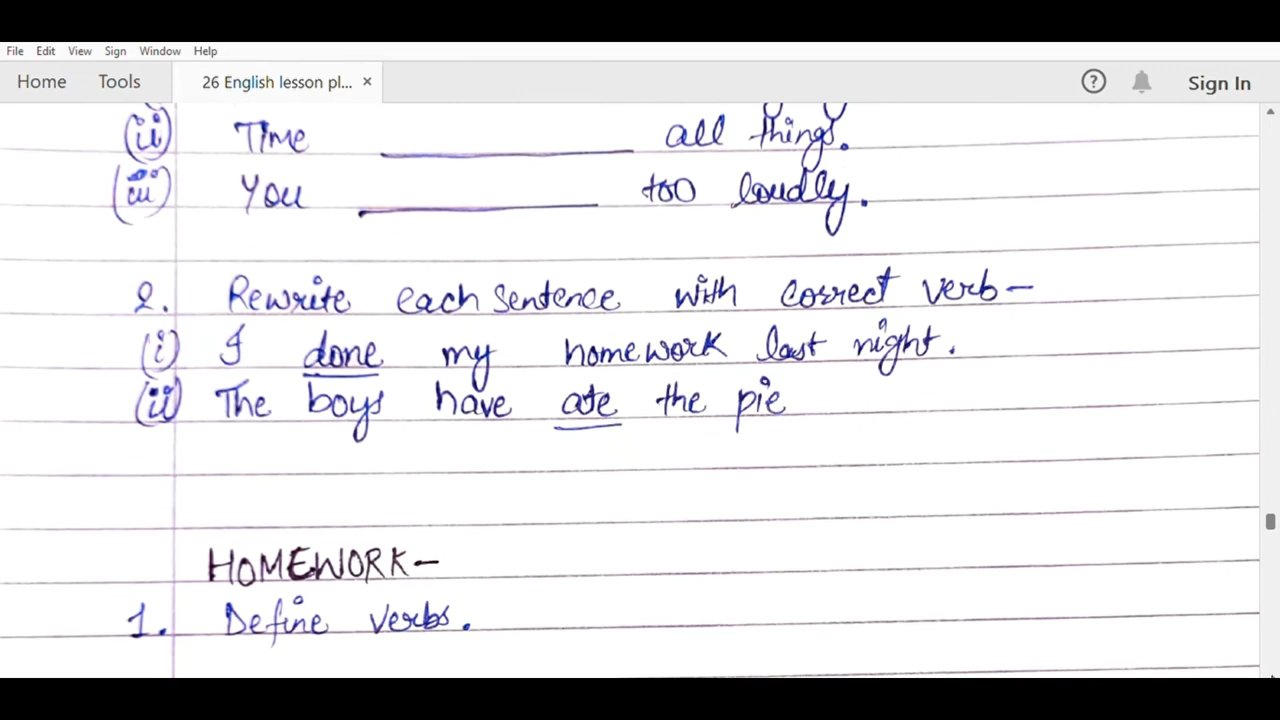 File Edit View Sign Window Help
Home Tools 26 English lesson pl... × ? Sign In
(ii) Time ____________ all things.
(iii) You ____________ too loudly.
2. Rewrite each sentence with correct verb-
(i) I done my homework last night.
(ii) The boys have ate the pie
HOMEWORK-
1. Define verbs.